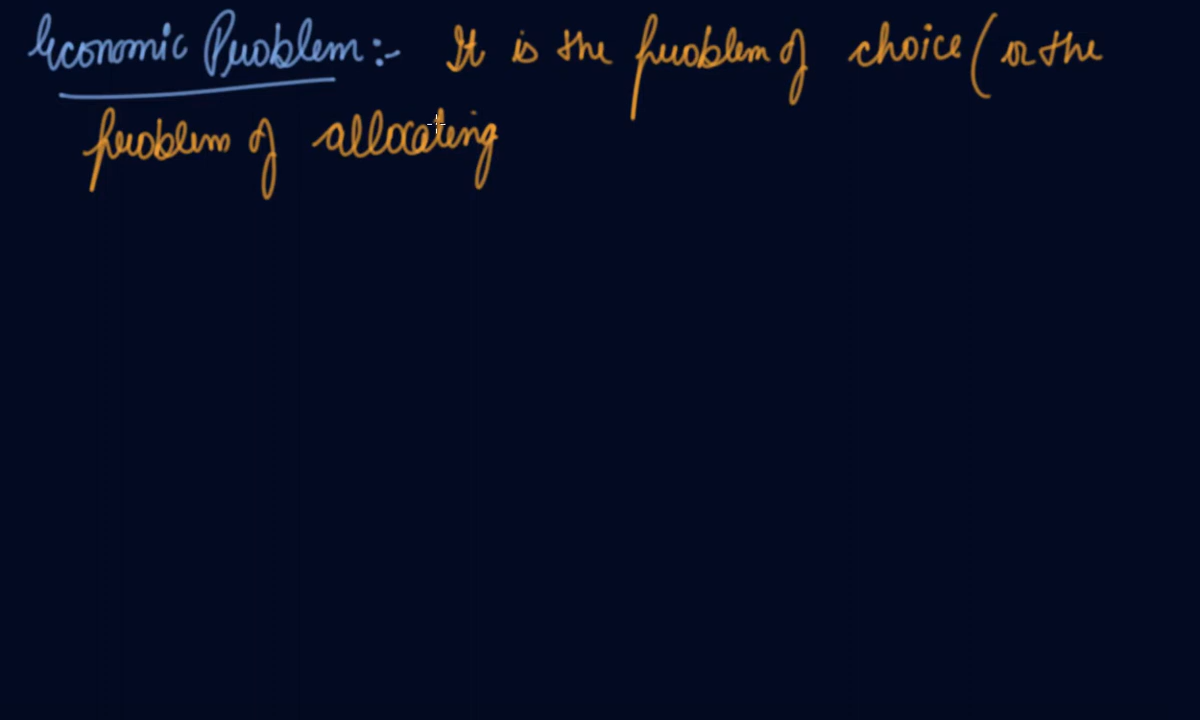 Economic Problem:- It is the problem of choice (or the
problem of allocating